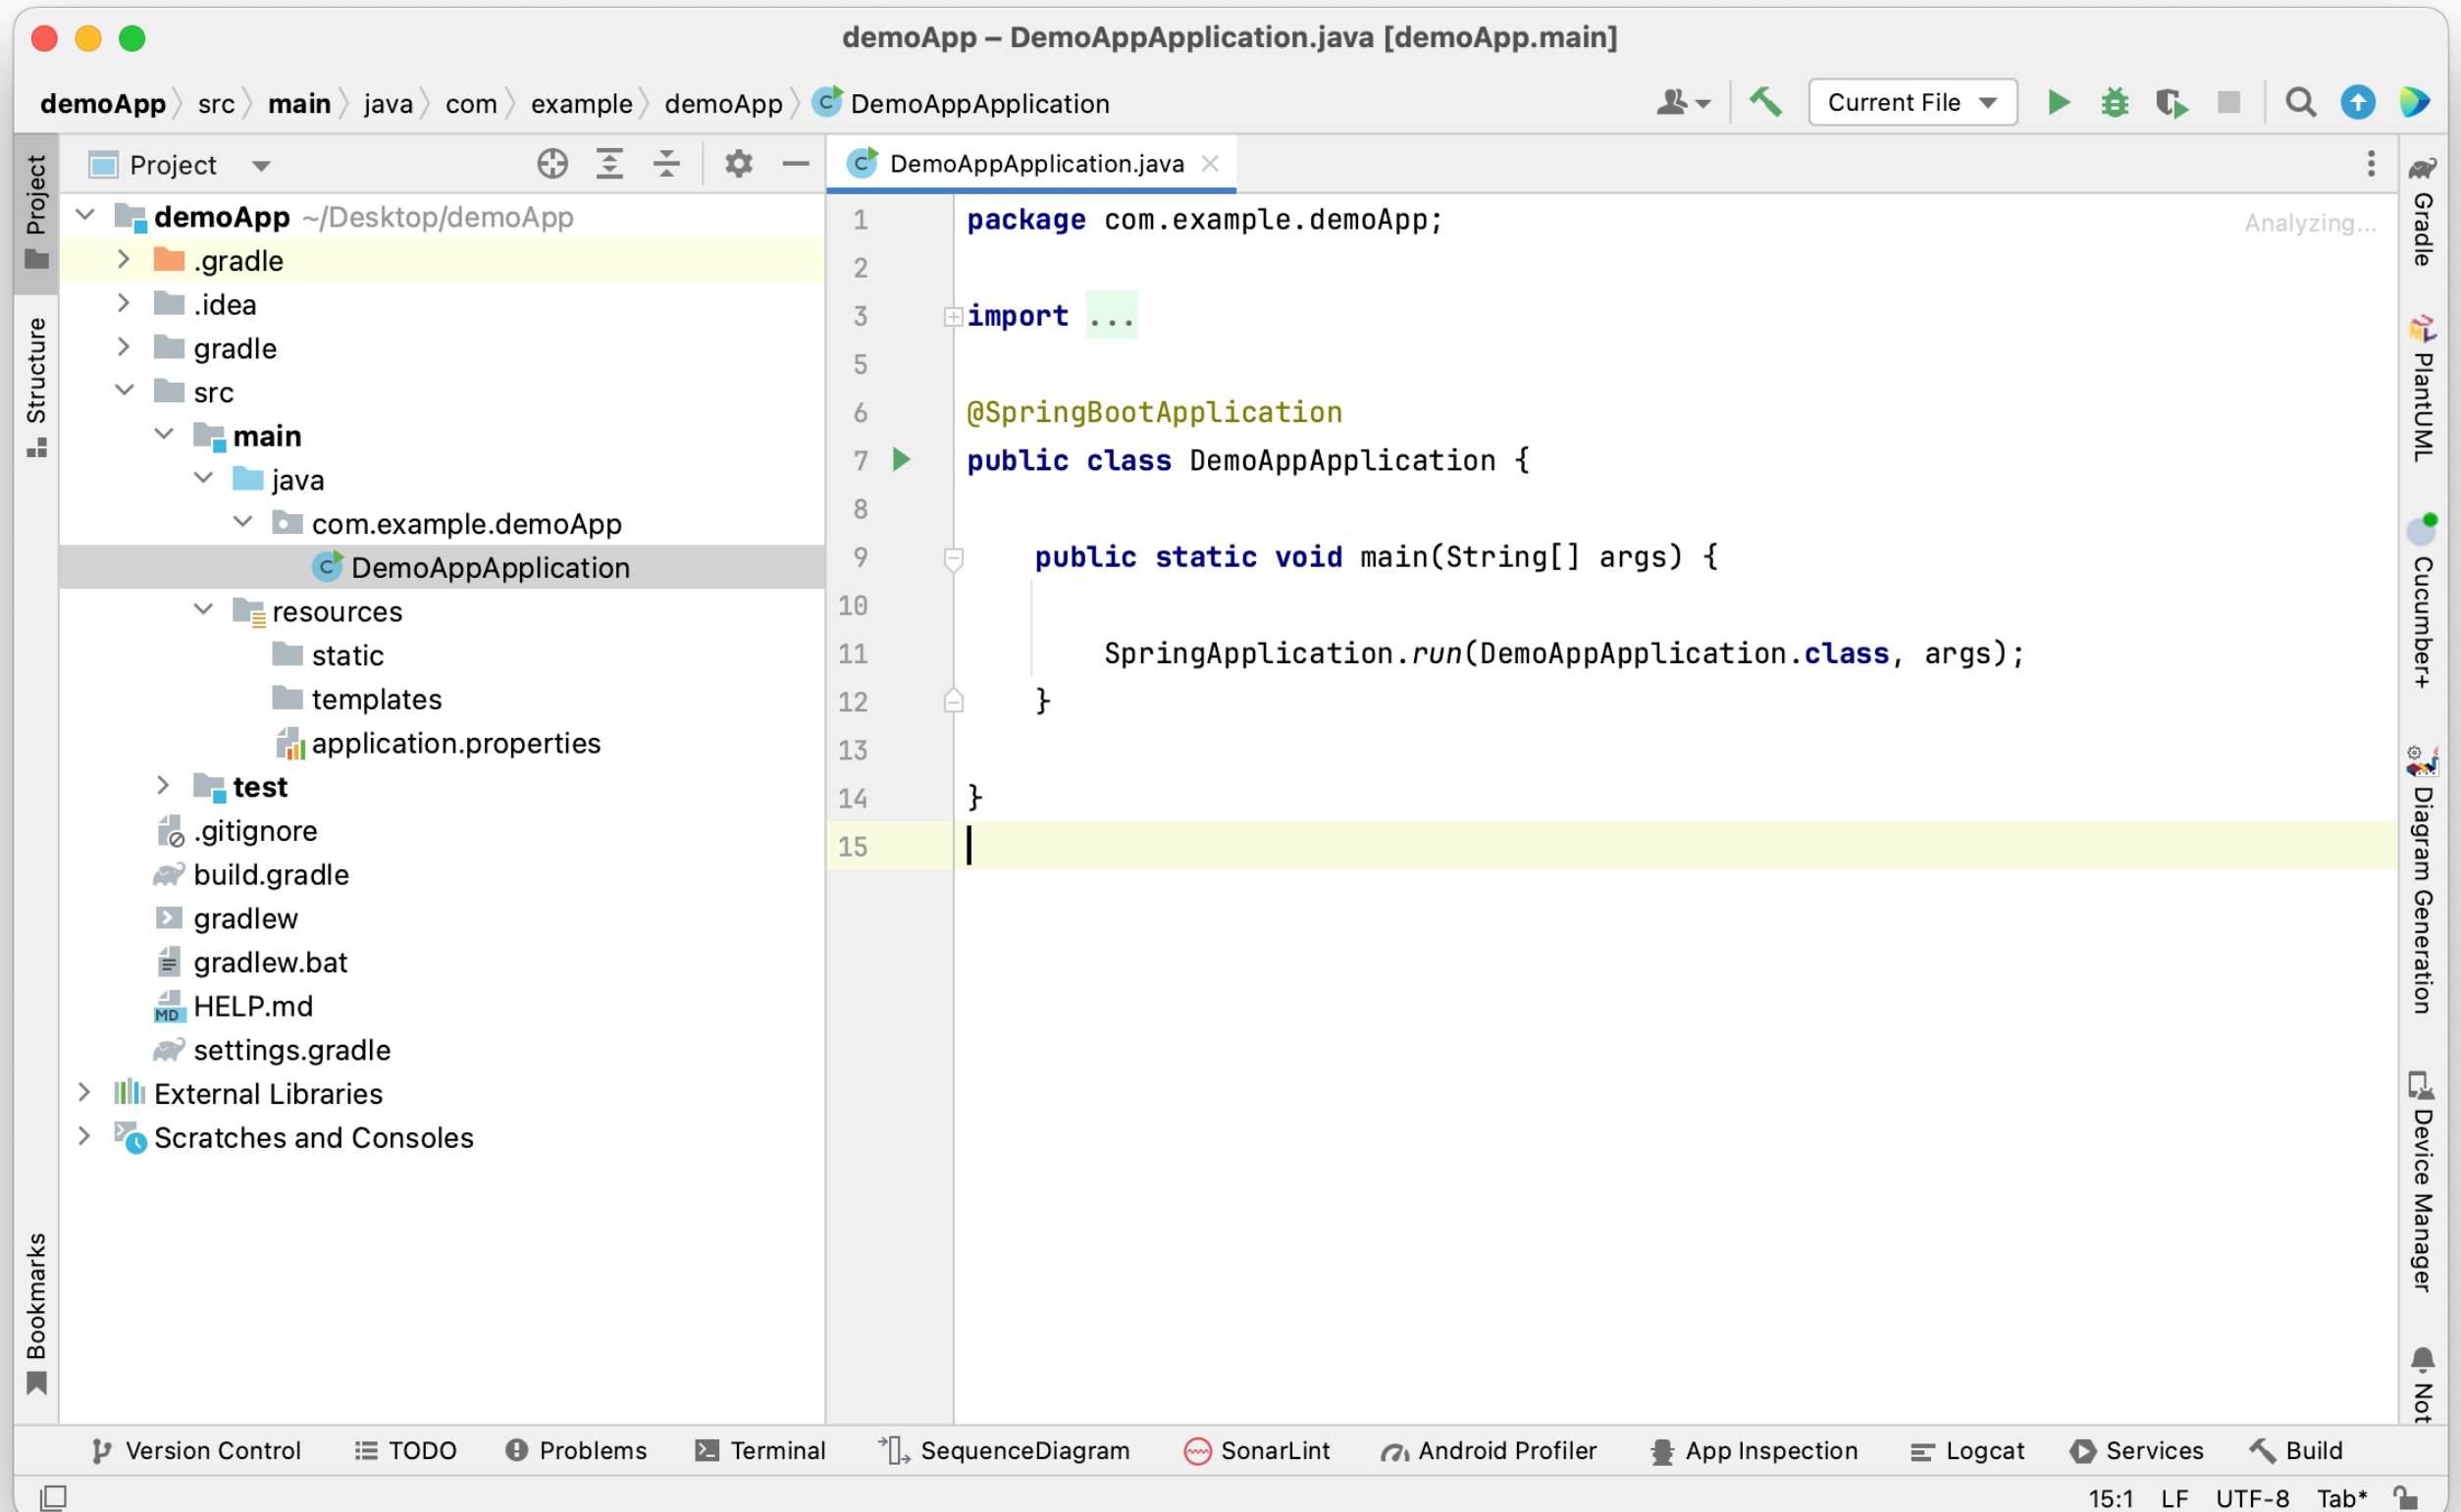 demoApp – DemoAppApplication.java [demoApp.main]
demoApp src main java com example demoApp DemoAppApplication
Current File
Project
Structure
Bookmarks
Project
demoApp ~/Desktop/demoApp
.gradle
.idea
gradle
src
main
java
com.example.demoApp
DemoAppApplication
resources
static
templates
application.properties
test
.gitignore
build.gradle
gradlew
gradlew.bat
MD HELP.md
settings.gradle
External Libraries
Scratches and Consoles
DemoAppApplication.java
Analyzing...
1 package com.example.demoApp;
2
3 import ...
5
6 @SpringBootApplication
7 public class DemoAppApplication {
8
9 public static void main(String[] args) {
10
11 SpringApplication.run(DemoAppApplication.class, args);
12 }
13
14 }
15
Gradle
PlantUML
Cucumber+
Diagram Generation
Device Manager
Not
Version Control TODO Problems Terminal SequenceDiagram SonarLint Android Profiler App Inspection Logcat Services Build
15:1 LF UTF-8 Tab*